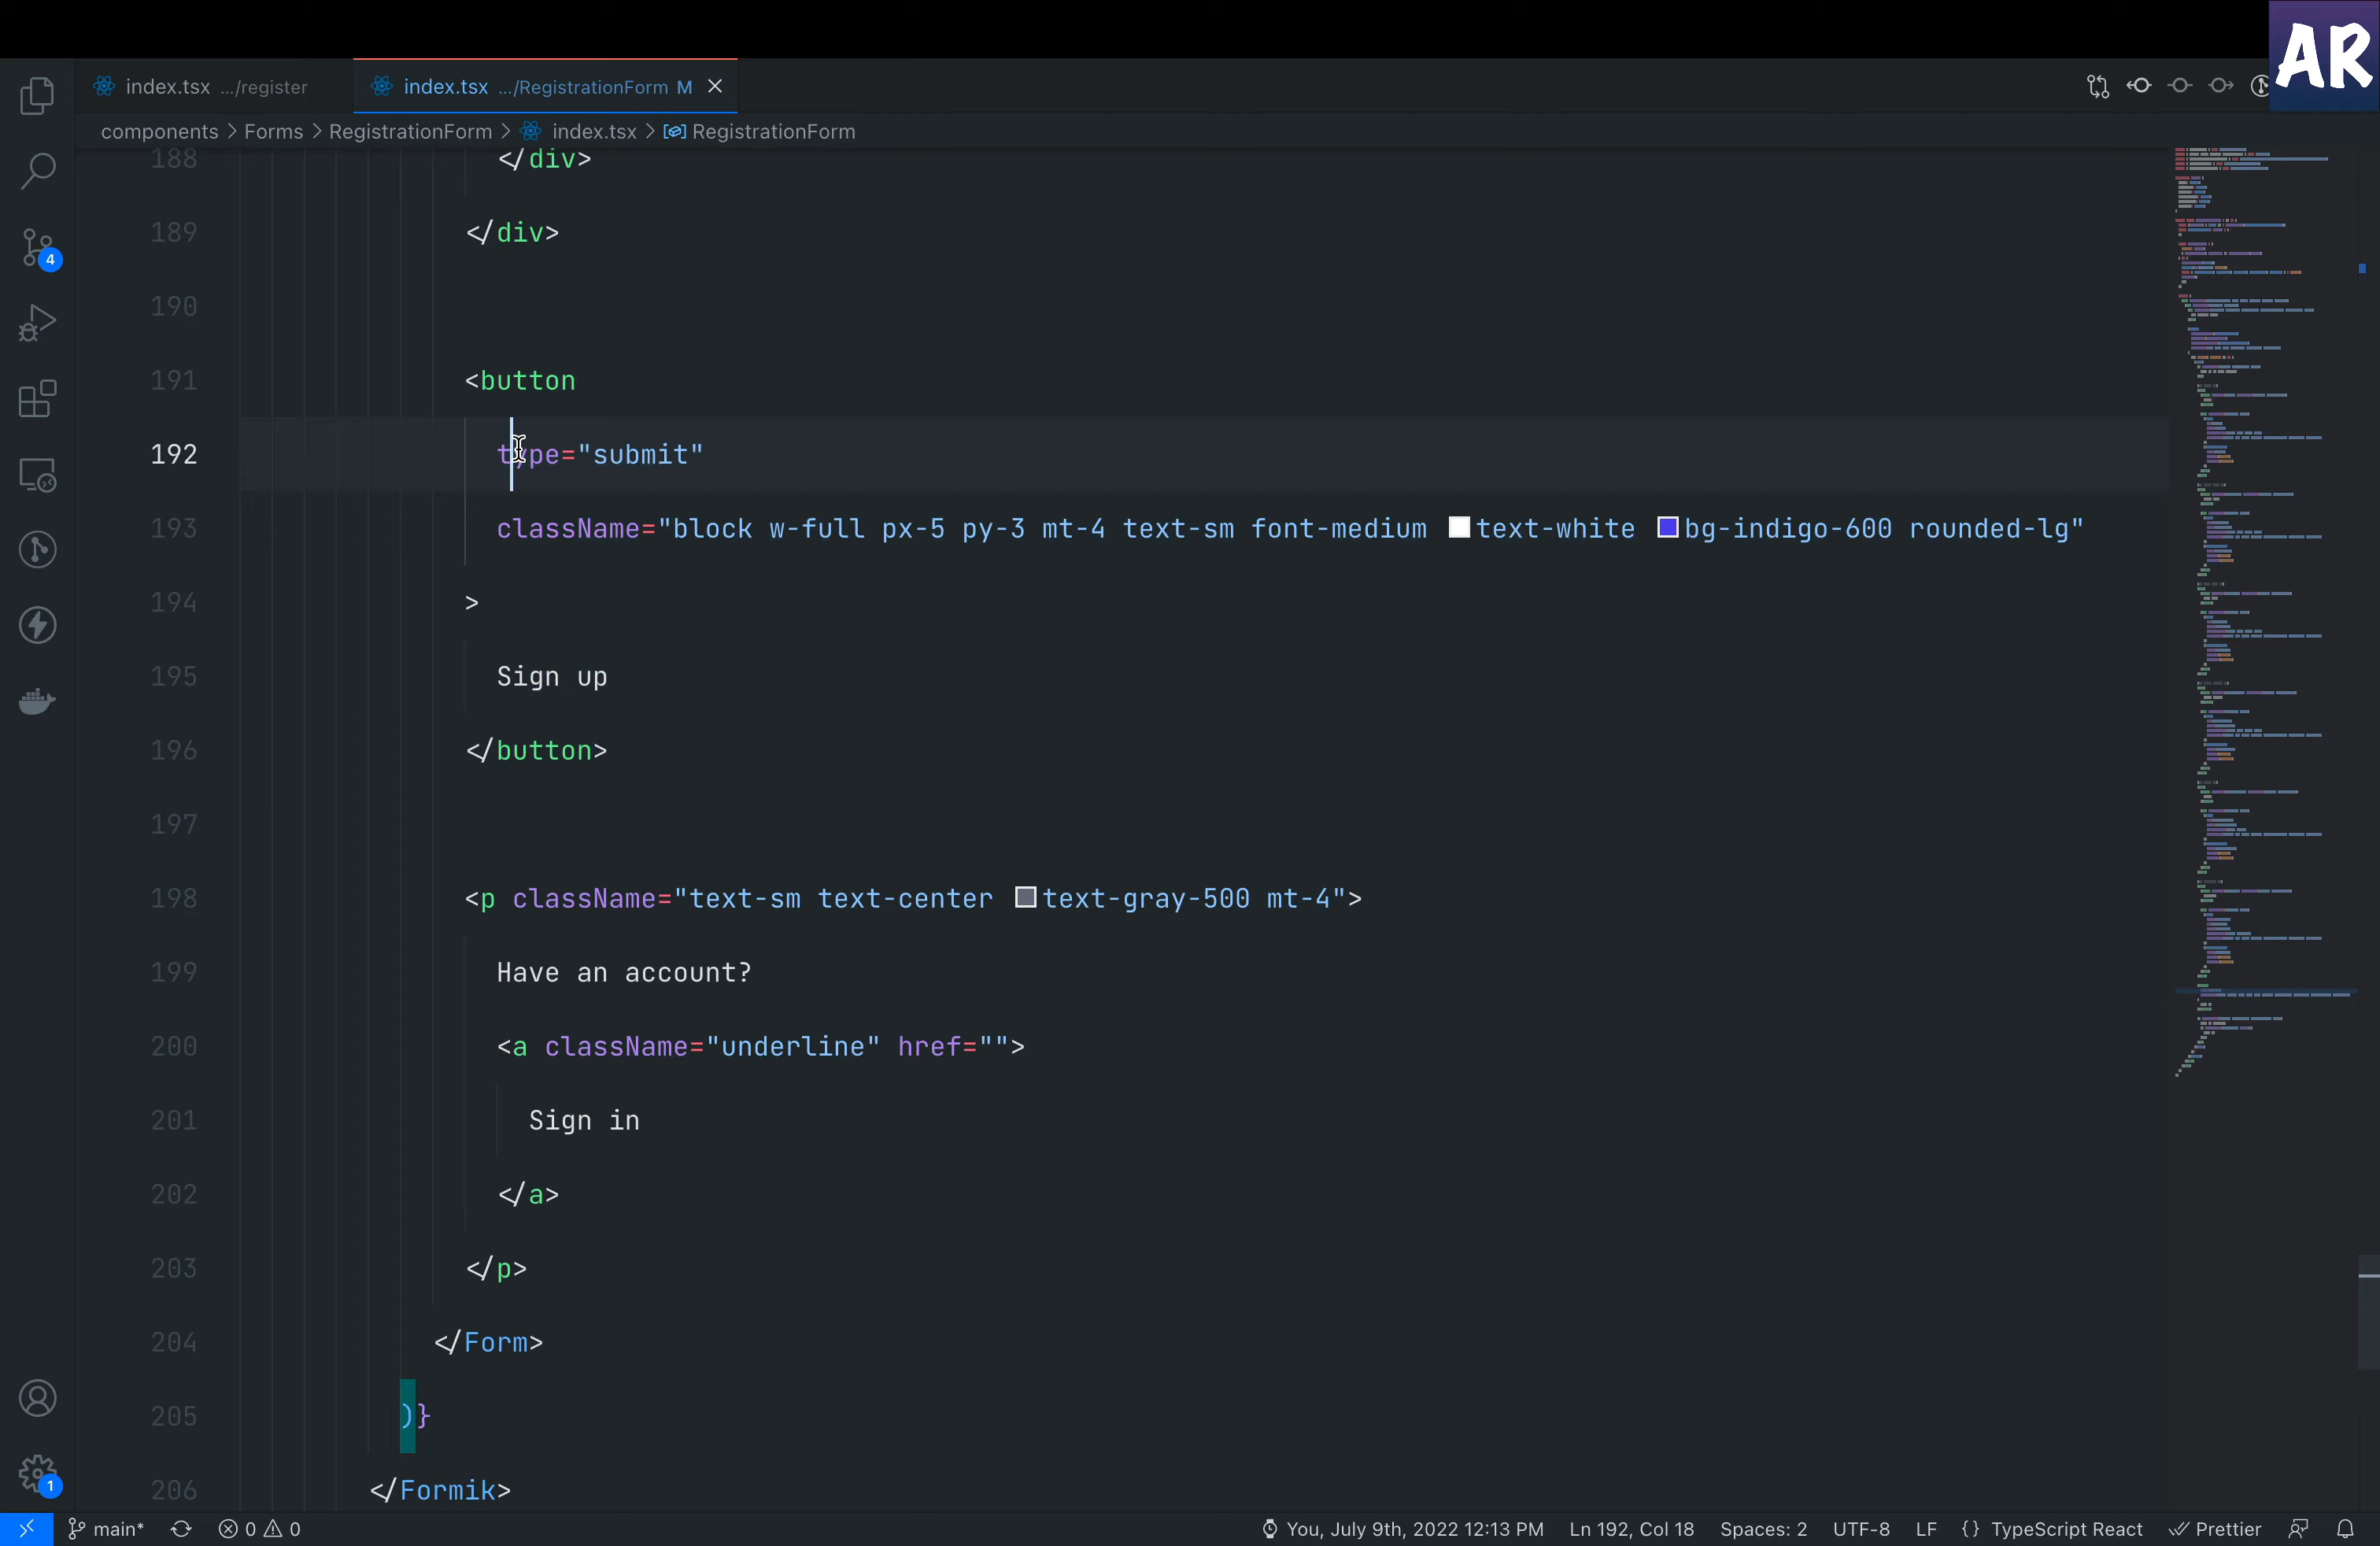 AR
index.tsx .../register
index.tsx .../RegistrationForm M
components > Forms > RegistrationForm > index.tsx > RegistrationForm
188 </div>
189 </div>
190
191 <button
192 type="submit"
193 className="block w-full px-5 py-3 mt-4 text-sm font-medium text-white bg-indigo-600 rounded-lg"
194 >
195 Sign up
196 </button>
197
198 <p className="text-sm text-center text-gray-500 mt-4">
199 Have an account?
200 <a className="underline" href="">
201 Sign in
202 </a>
203 </p>
204 </Form>
205 )}
206 </Formik>
4
1
main* 0 0 You, July 9th, 2022 12:13 PM Ln 192, Col 18 Spaces: 2 UTF-8 LF {} TypeScript React Prettier